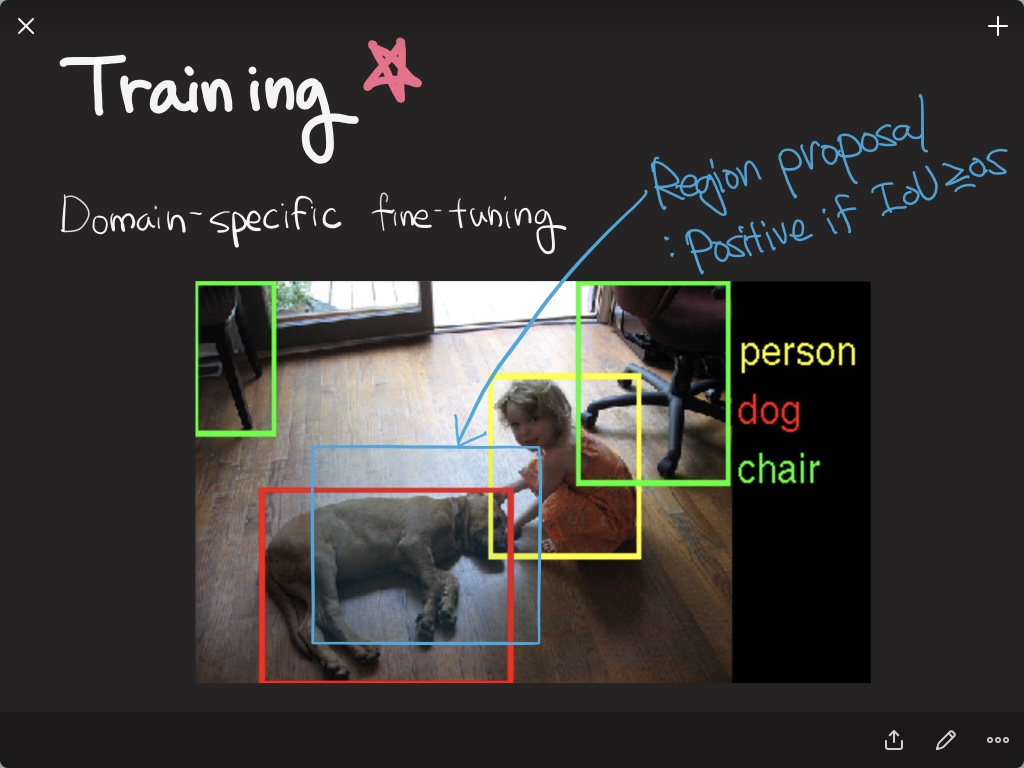 Training
Region proposal
: Positive if IoU ≥ 0.5
Domain-specific fine-tuning
person
dog
chair